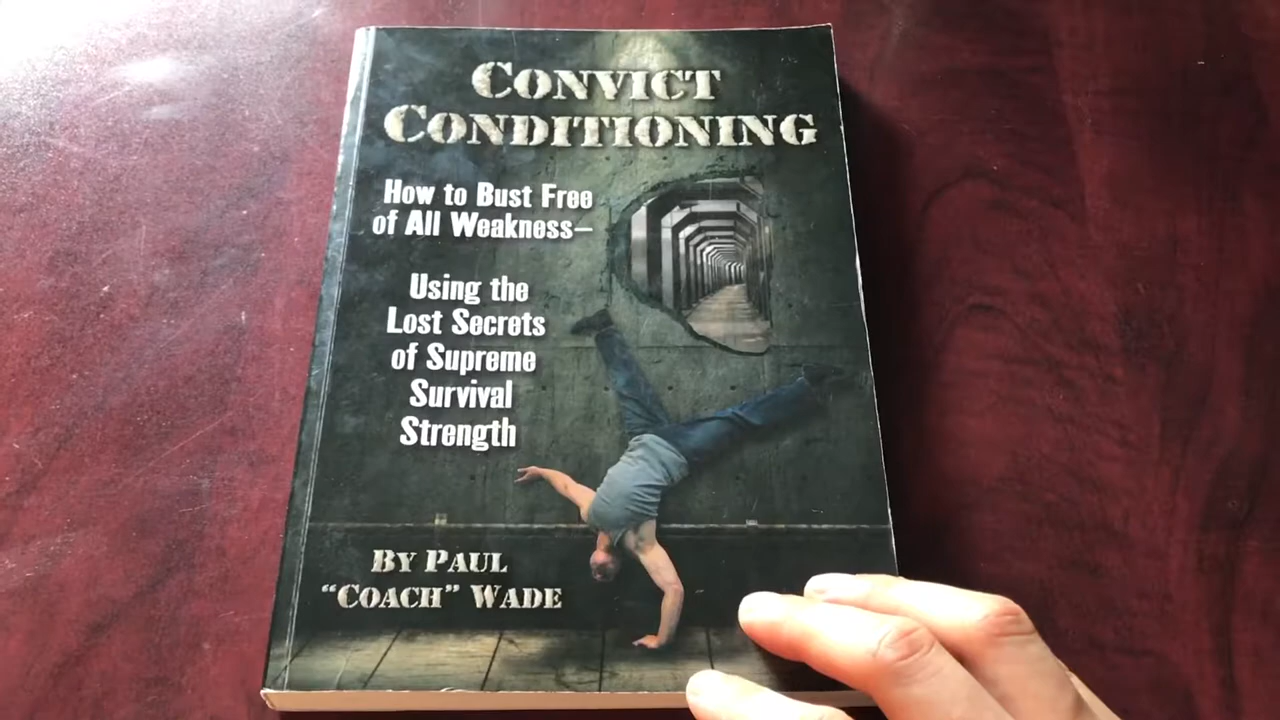 CONVICT
CONDITIONING
How to Bust Free
of All Weakness—
Using the
Lost Secrets
of Supreme
Survival
Strength
BY PAUL
“COACH” WADE